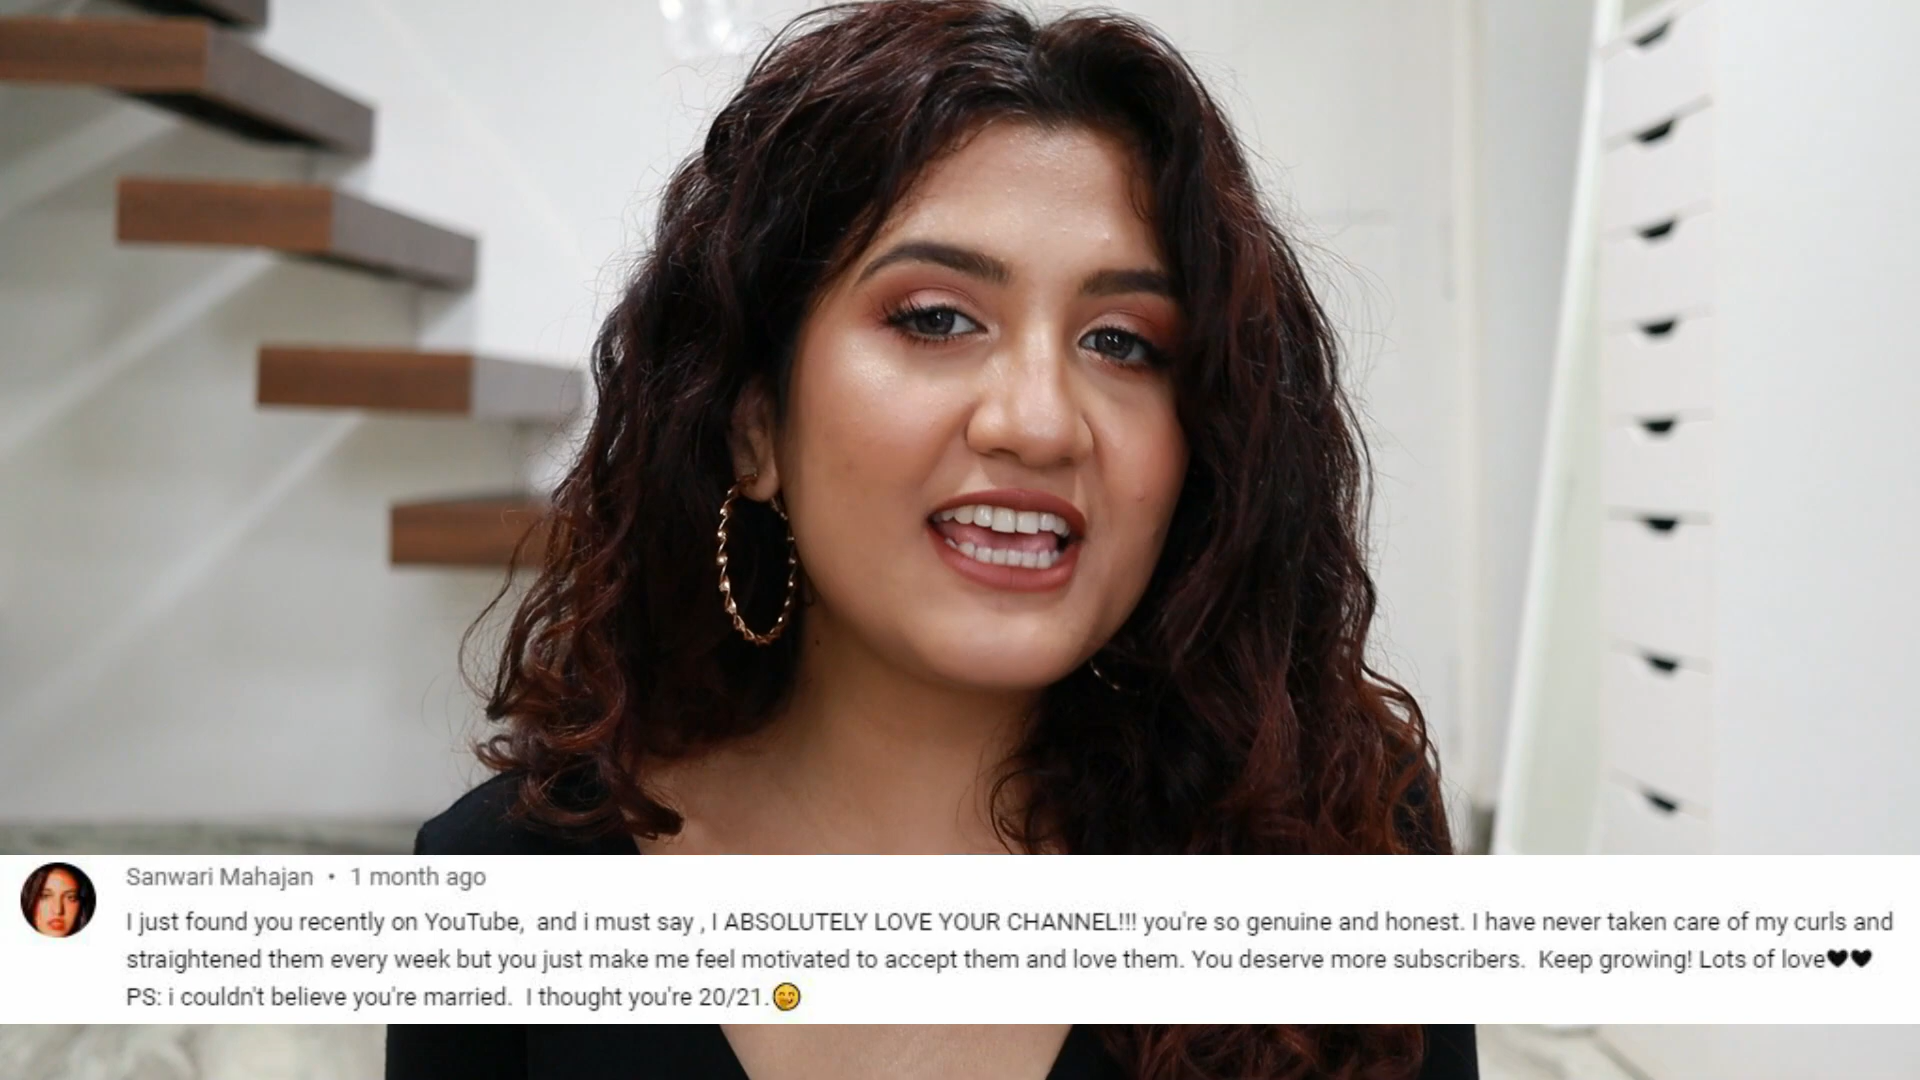 Sanwari Mahajan • 1 month ago
I just found you recently on YouTube,  and i must say , I ABSOLUTELY LOVE YOUR CHANNEL!!! you're so genuine and honest. I have never taken care of my curls and
straightened them every week but you just make me feel motivated to accept them and love them. You deserve more subscribers.  Keep growing! Lots of love🖤🖤
PS: i couldn't believe you're married.  I thought you're 20/21.🤭